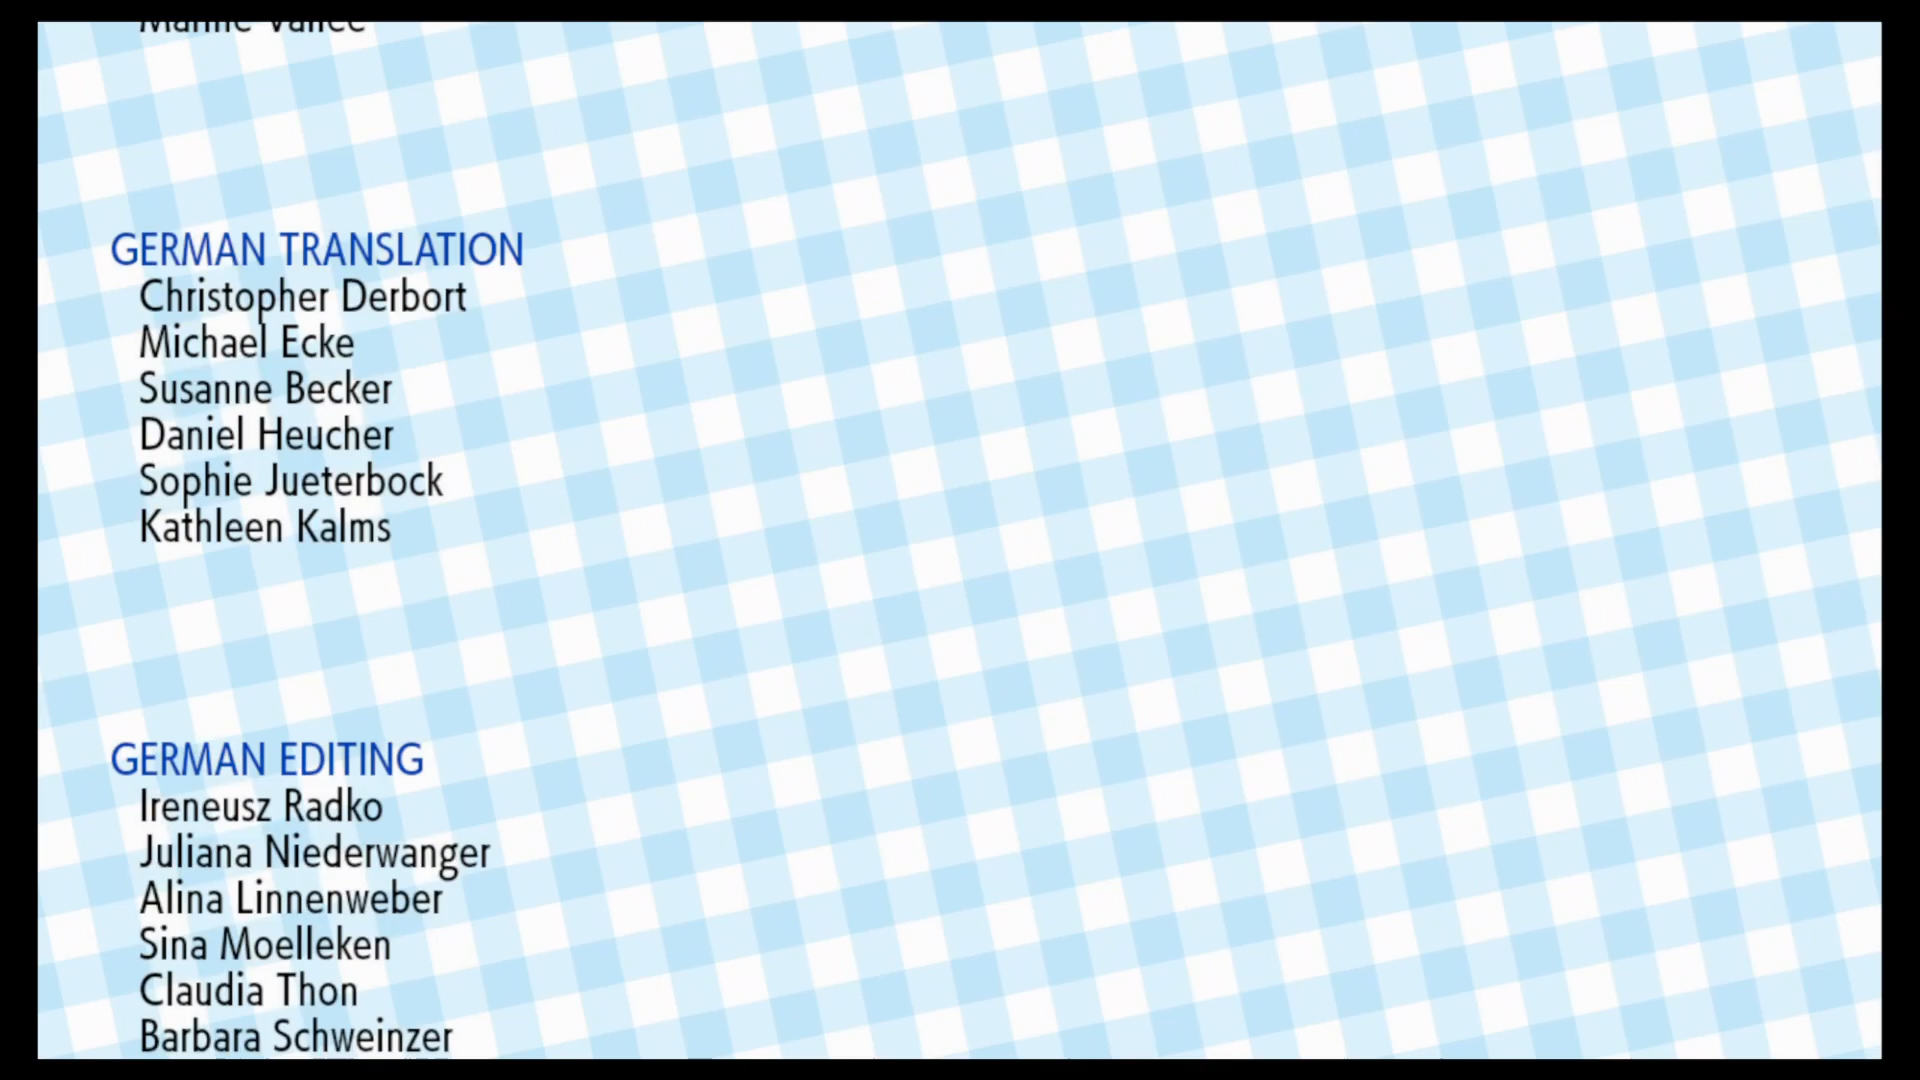 GERMAN TRANSLATION
Christopher Derbort
Michael Ecke
Susanne Becker
Daniel Heucher
Sophie Jueterbock
Kathleen Kalms
GERMAN EDITING
Ireneusz Radko
Juliana Niederwanger
Alina Linnenweber
Sina Moelleken
Claudia Thon
Barbara Schweinzer